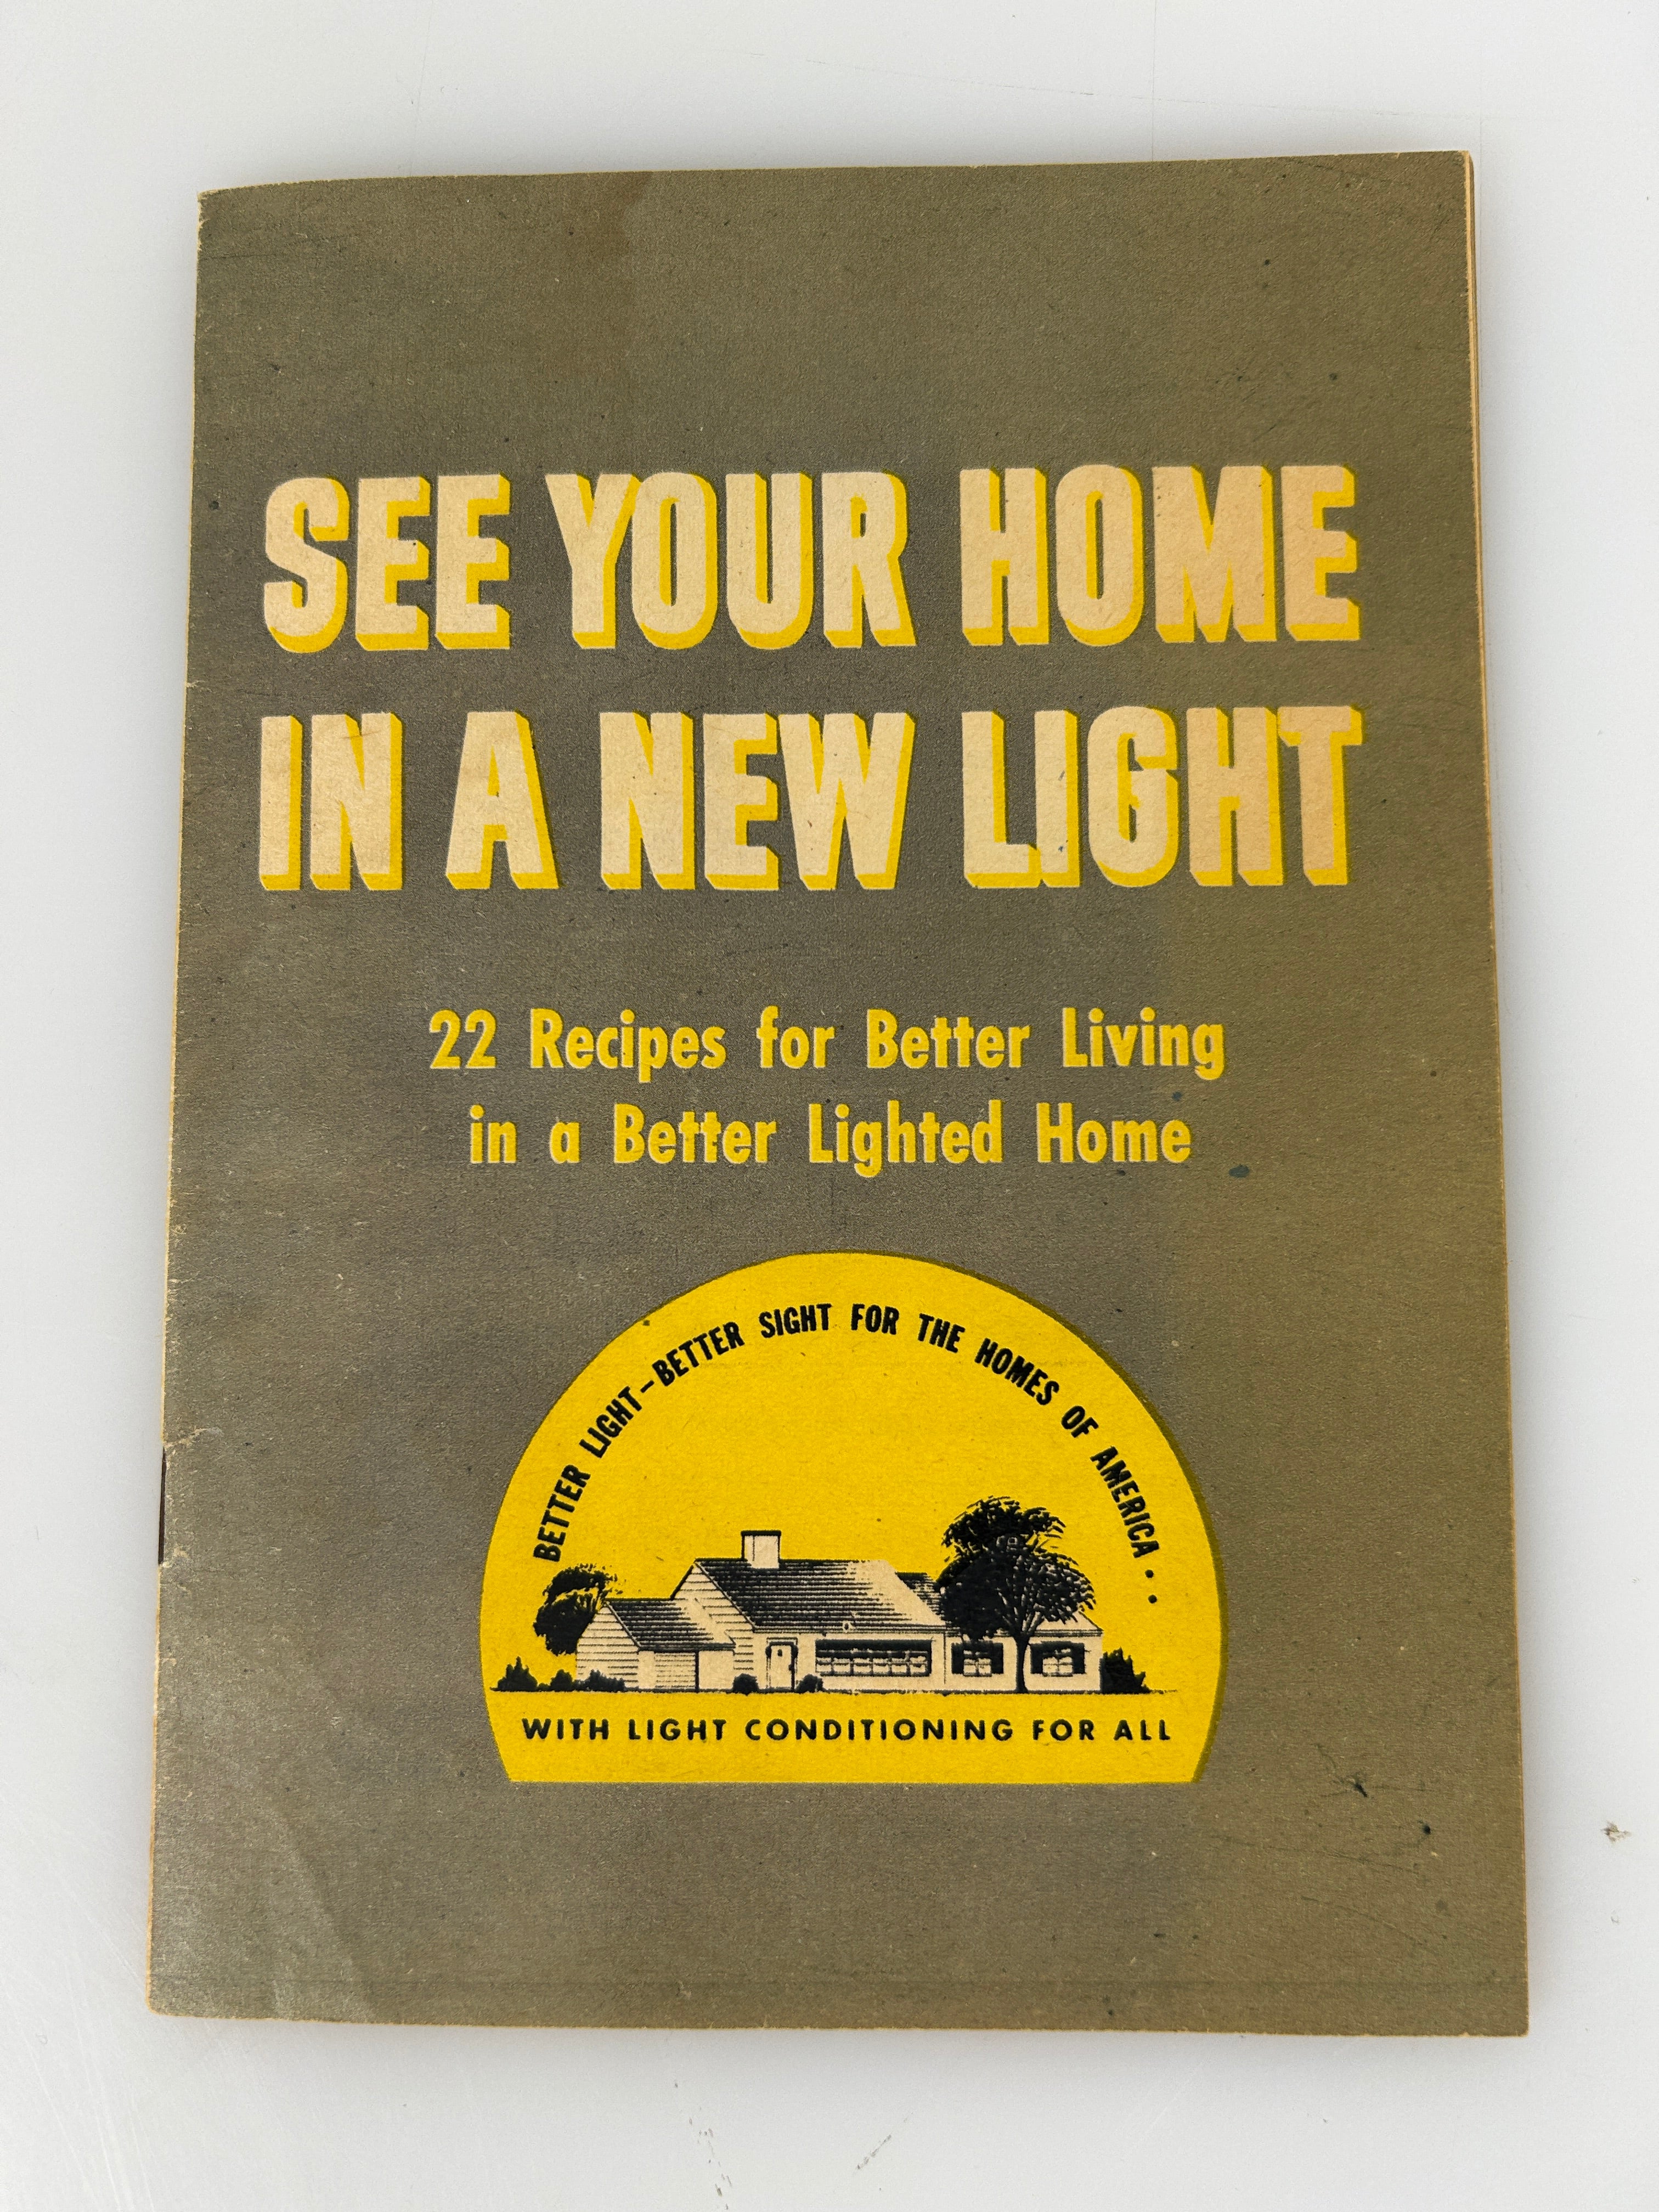 SEE YOUR HOME
IN A NEW LIGHT
22 Recipes for Better Living
in a Better Lighted Home
BETTER LIGHT–BETTER SIGHT FOR THE HOMES OF AMERICA . .
WITH LIGHT CONDITIONING FOR ALL